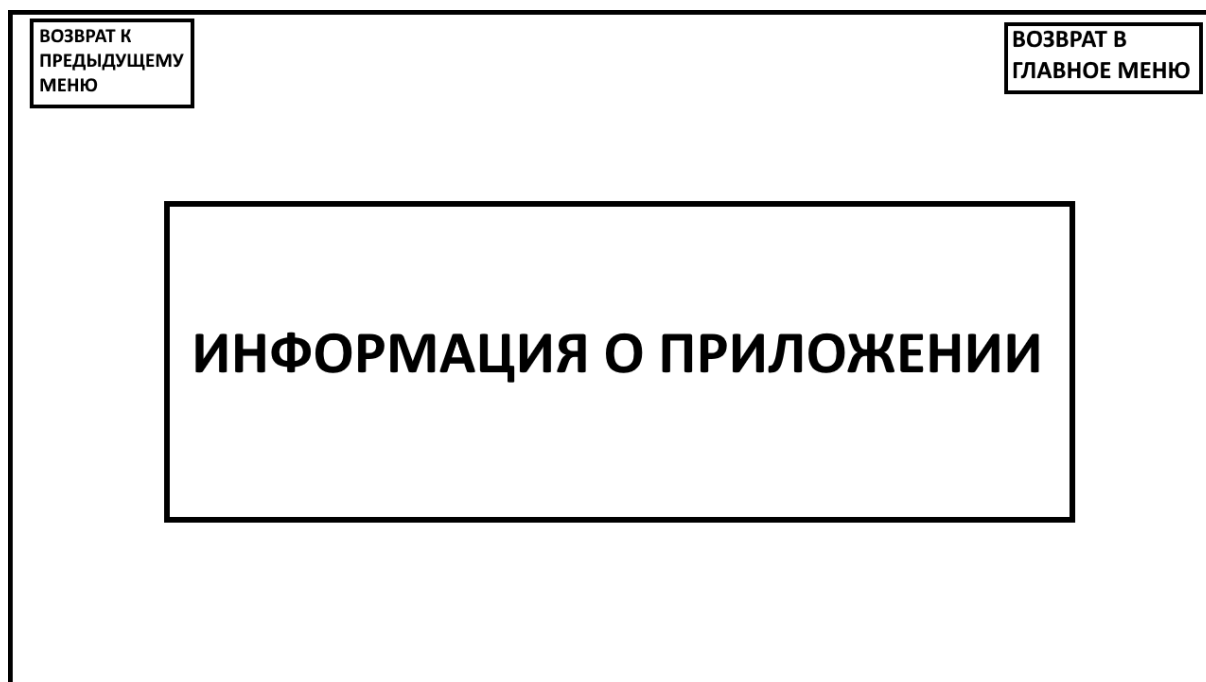 ВОЗВРАТ К
ПРЕДЫДУЩЕМУ
МЕНЮ
ВОЗВРАТ В
ГЛАВНОЕ МЕНЮ
ИНФОРМАЦИЯ О ПРИЛОЖЕНИИ